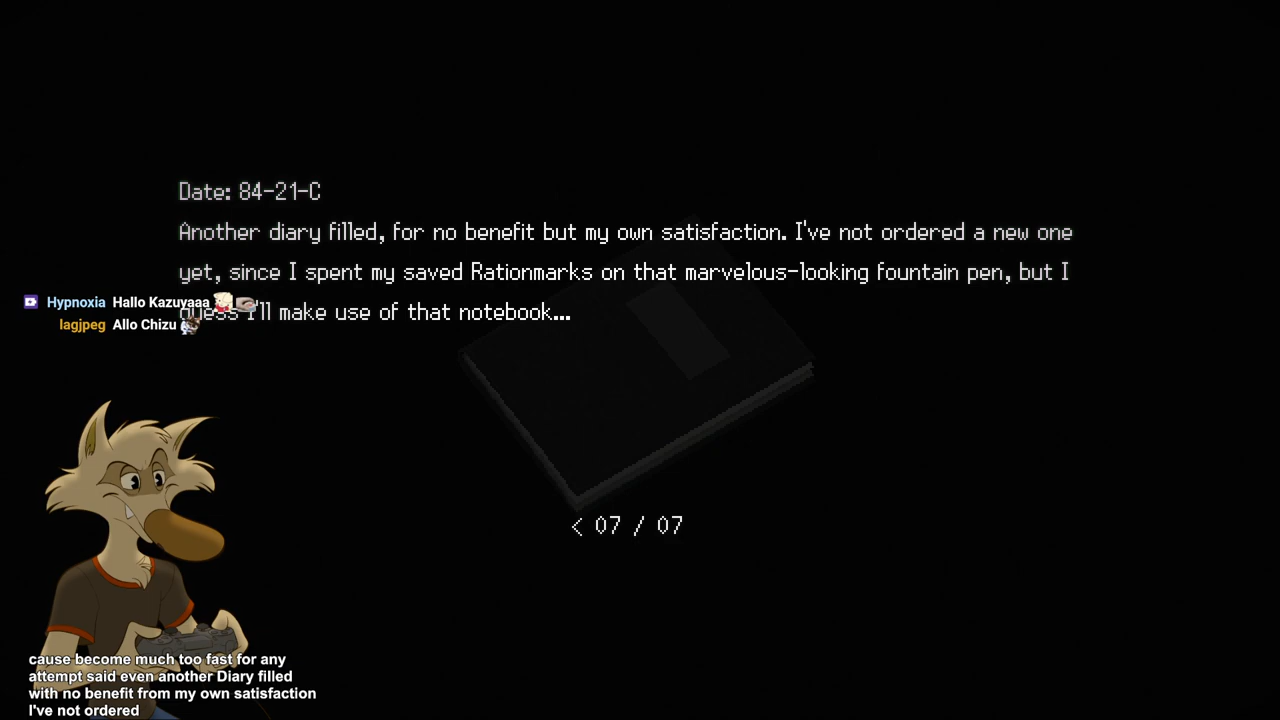 Date: 84-21-C
Another diary filled, for no benefit but my own satisfaction. I've not ordered a new one
yet, since I spent my saved Rationmarks on that marvelous-looking fountain pen, but I
guess I'll make use of that notebook...
Hypnoxia Hallo Kazuyaaa
lagjpeg Allo Chizu
< 07 / 07
cause become much too fast for any
attempt said even another Diary filled
with no benefit from my own satisfaction
I've not ordered